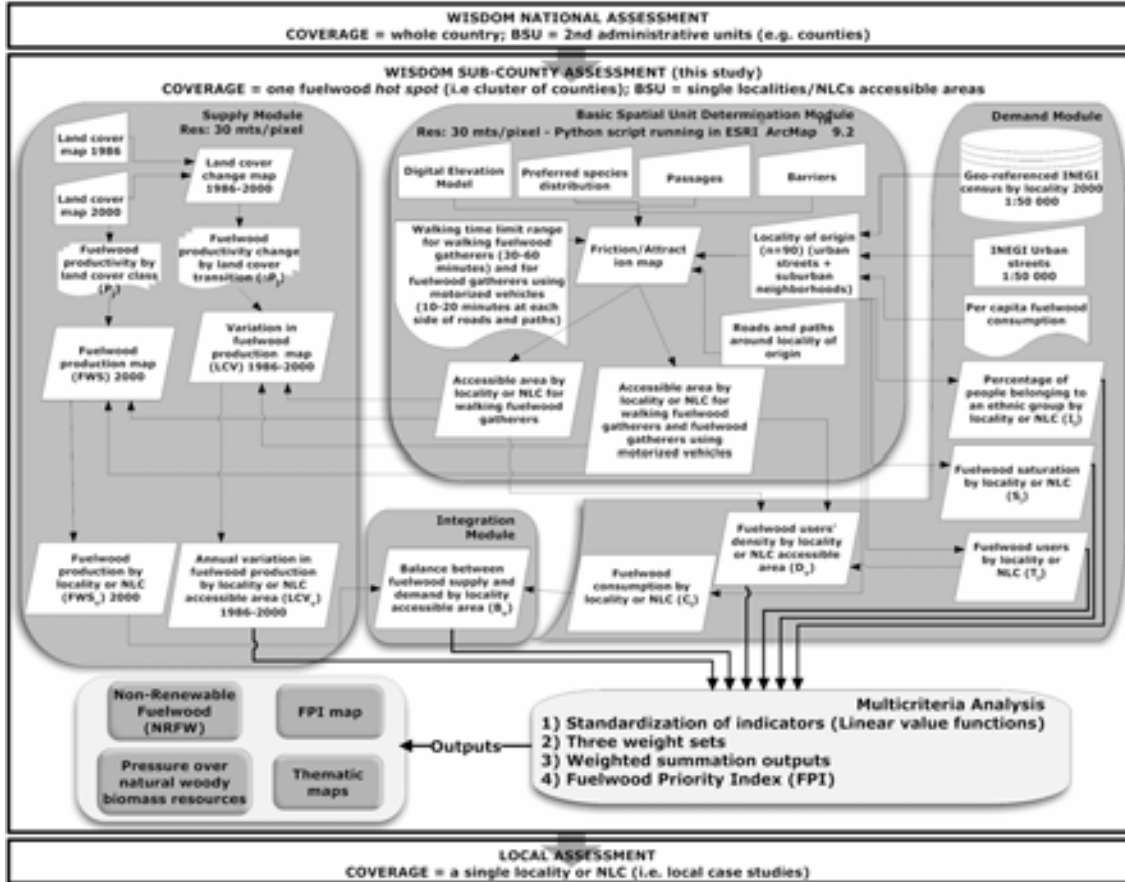 WISDOM NATIONAL ASSESSMENT
COVERAGE = whole country; BSU = 2nd administrative units (e.g. counties)
WISDOM SUB-COUNTY ASSESSMENT (this study)
COVERAGE = one fuelwood hot spot (i.e cluster of counties); BSU = single localities/NLCs accessible areas
Supply Module
Res: 30 mts/pixel
Land cover
map 1986
Land cover
change map
1986-2000
Land cover
map 2000
Fuelwood
productivity by
land cover class
(Pj)
Fuelwood
productivity change
by land cover
transition (ΔPj)
Fuelwood
production map
(FWS) 2000
Variation in
fuelwood
production map
(LCV) 1986-2000
Fuelwood
production by
locality or NLC
(FWSv) 2000
Annual variation in
fuelwood production
by locality or NLC
accessible area (LCVv)
1986-2000
Basic Spatial Unit Determination Module
Res: 30 mts/pixel - Python script running in ESRI ArcMap™ 9.2
Digital Elevation
Model
Preferred species
distribution
Passages
Barriers
Walking time limit range
for walking fuelwood
gatherers (30-60
minutes) and for
fuelwood gatherers using
motorized vehicles
(10-20 minutes at each
side of roads and paths)
Friction/Attract
ion map
Locality of origin
(n=90) (urban
streets +
suburban
neighborhoods)
Roads and paths
around locality of
origin
Accessible area by
locality or NLC for
walking fuelwood
gatherers
Accessible area by
locality or NLC for
walking fuelwood
gatherers and fuelwood
gatherers using
motorized vehicles
Demand Module
Geo-referenced INEGI
census by locality 2000
1:50 000
INEGI Urban
streets
1:50 000
Per capita fuelwood
consumption
Percentage of
people belonging to
an ethnic group by
locality or NLC (Ij)
Fuelwood saturation
by locality or NLC
(Sj)
Fuelwood users by
locality or NLC
Fuelwood users'
density by locality
or NLC accessible
area (Dv)
Fuelwood
consumption by
locality or NLC (Cj)
Integration
Module
Balance between
fuelwood supply and
demand by locality
accessible area (Bv)
Multicriteria Analysis
1) Standardization of indicators (Linear value functions)
2) Three weight sets
3) Weighted summation outputs
4) Fuelwood Priority Index (FPI)
Outputs
Non-Renewable
Fuelwood
(NRFW)
FPI map
Pressure over
natural woody
biomass resources
Thematic
maps
LOCAL ASSESSMENT
COVERAGE = a single locality or NLC (i.e. local case studies)